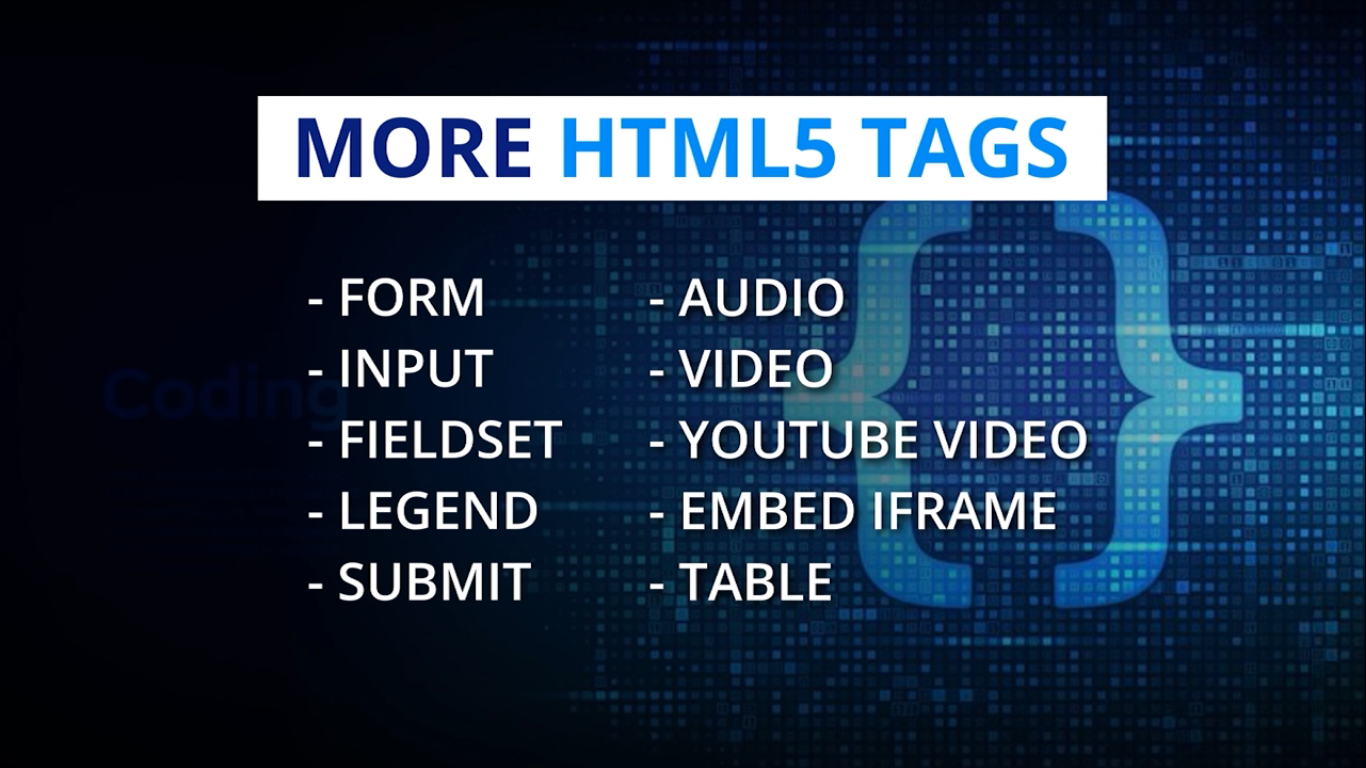 MORE HTML5 TAGS
- FORM
- INPUT
- FIELDSET
- LEGEND
- SUBMIT
- AUDIO
- VIDEO
- YOUTUBE VIDEO
- EMBED IFRAME
- TABLE
Coding